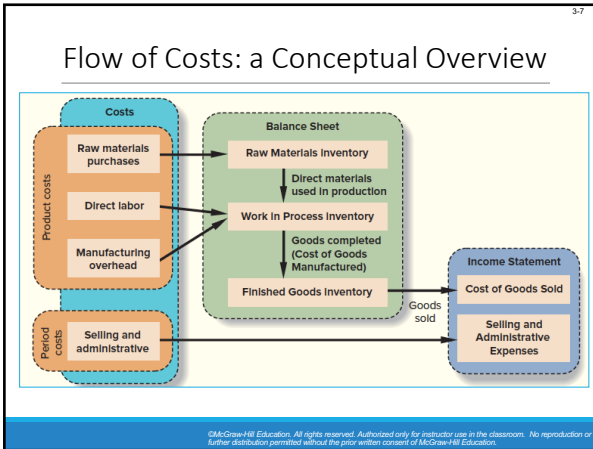 3-7
Flow of Costs: a Conceptual Overview
Costs
Product costs
Raw materials
purchases
Direct labor
Manufacturing
overhead
Period
costs
Selling and
administrative
Balance Sheet
Raw Materials Inventory
Direct materials
used in production
Work in Process Inventory
Goods completed
(Cost of Goods
Manufactured)
Finished Goods Inventory
Goods
sold
Income Statement
Cost of Goods Sold
Selling and
Administrative
Expenses
©McGraw-Hill Education. All rights reserved. Authorized only for instructor use in the classroom. No reproduction or
further distribution permitted without the prior written consent of McGraw-Hill Education.